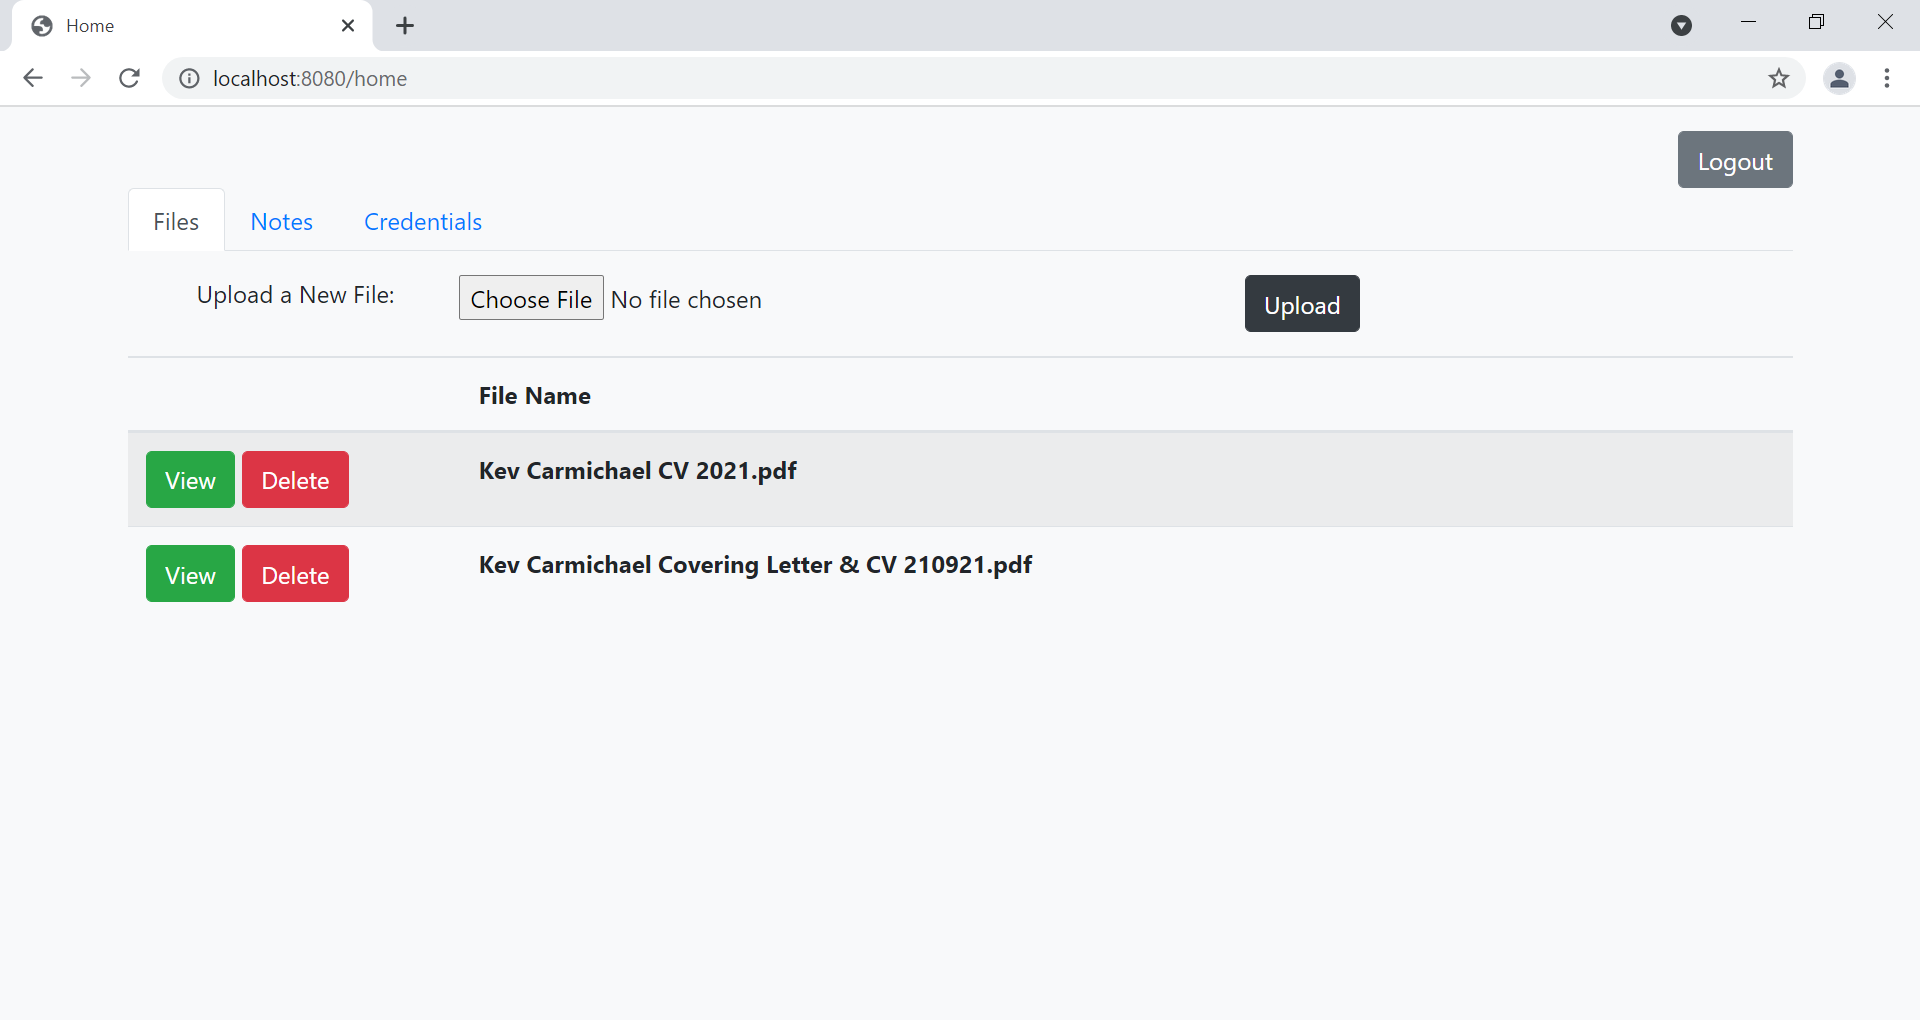 Home
localhost:8080/home
Logout
Files Notes Credentials
Upload a New File: Choose File No file chosen Upload
File Name
View Delete Kev Carmichael CV 2021.pdf
View Delete Kev Carmichael Covering Letter & CV 210921.pdf